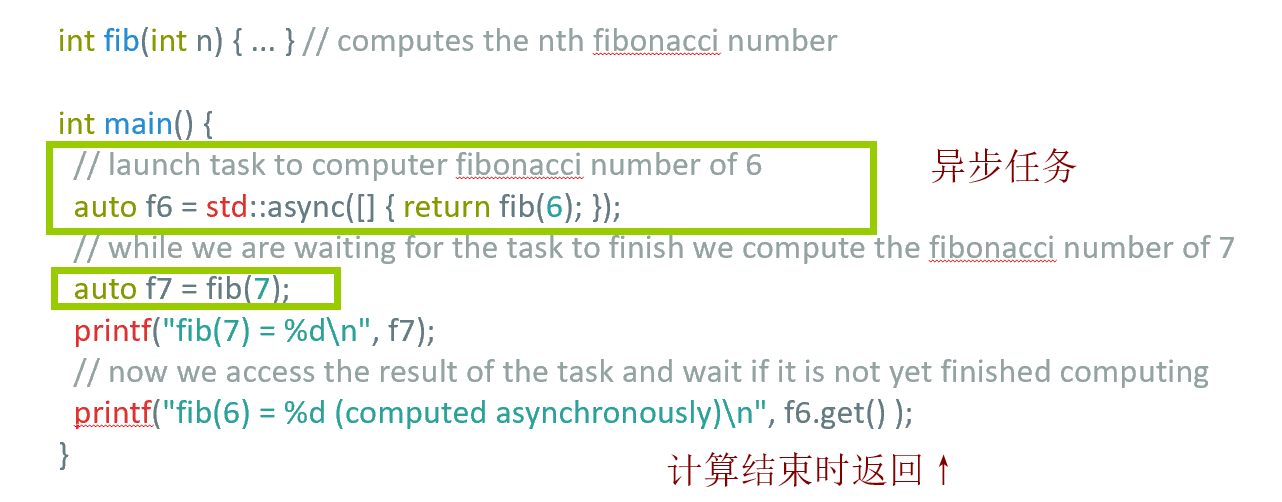 int fib(int n) { ... } // computes the nth fibonacci number
int main() {
// launch task to computer fibonacci number of 6
异步任务
auto f6 = std::async([] { return fib(6); });
// while we are waiting for the task to finish we compute the fibonacci number of 7
auto f7 = fib(7);
printf("fib(7) = %d\n", f7);
// now we access the result of the task and wait if it is not yet finished computing
printf("fib(6) = %d (computed asynchronously)\n", f6.get() );
}
计算结束时返回↑